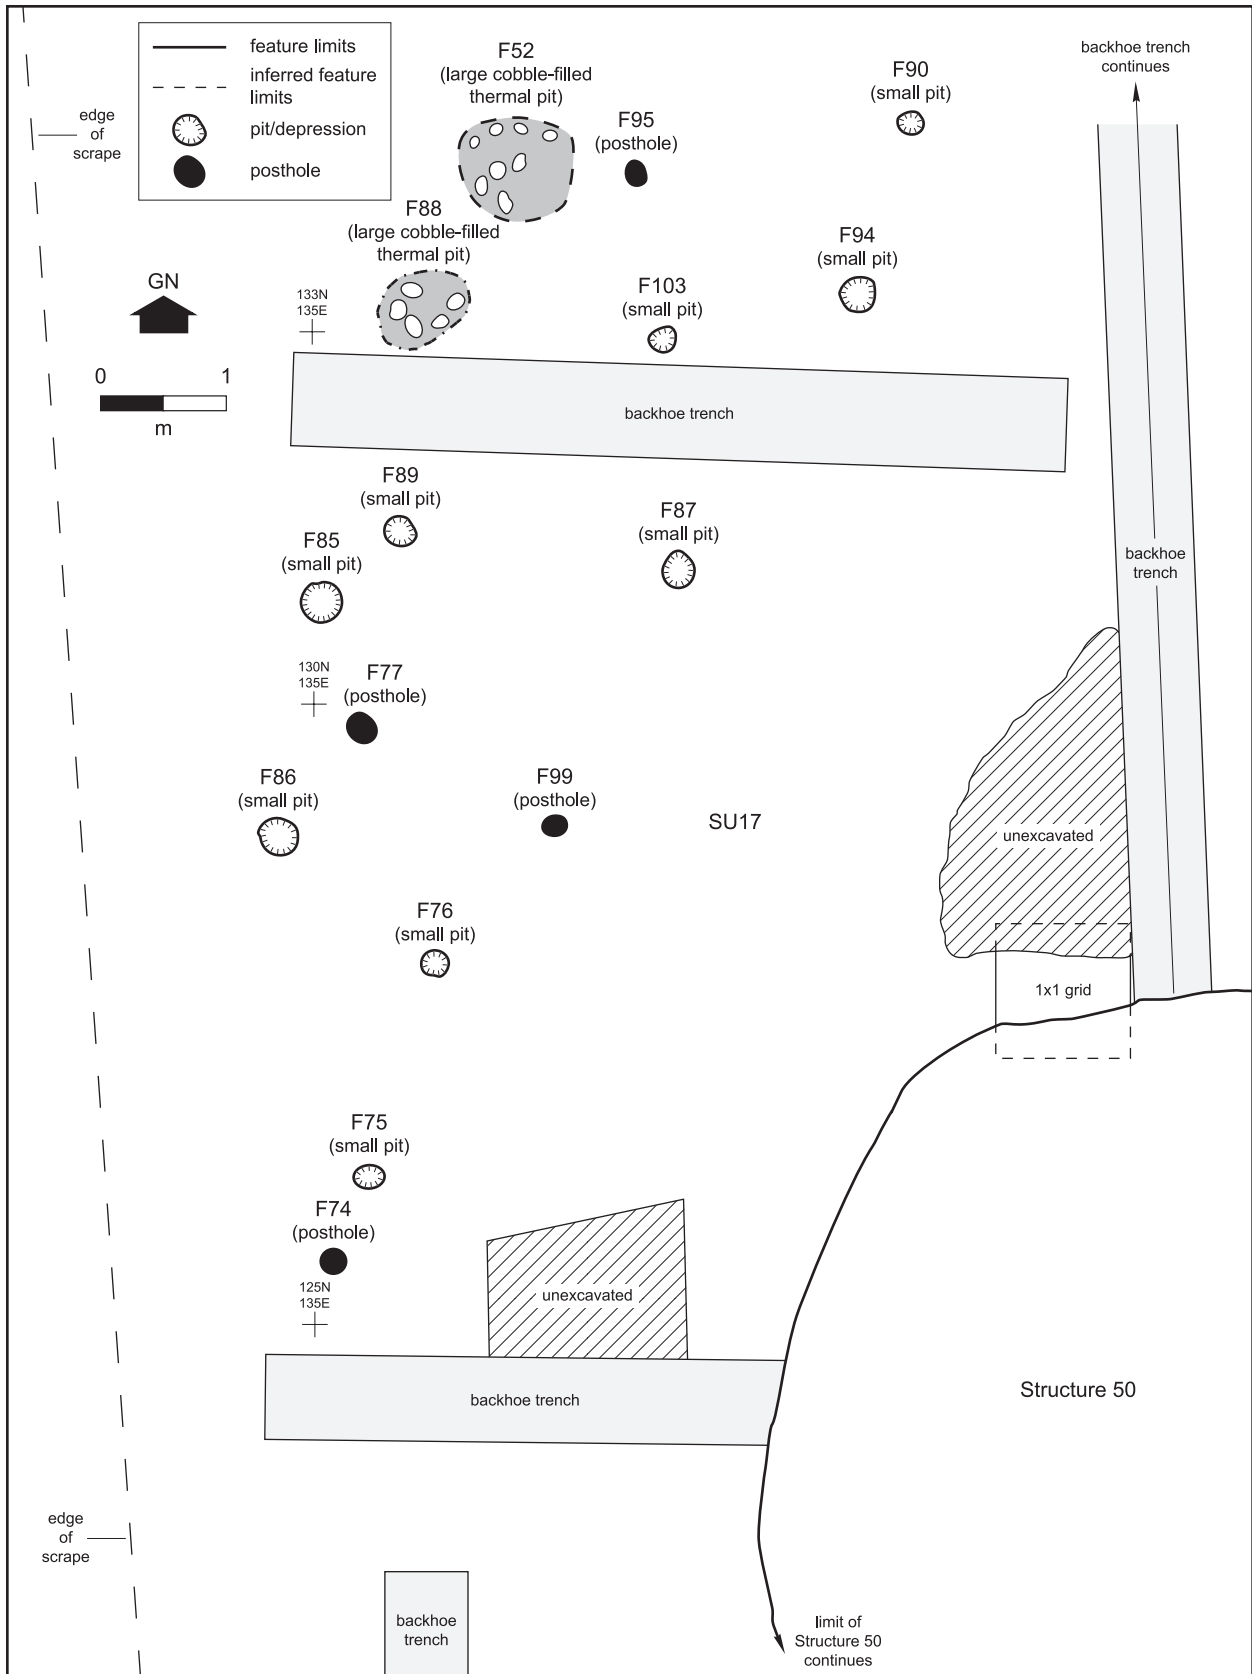 feature limits
inferred feature
limits
pit/depression
posthole
edge
of
scrape
F52
(large cobble-filled
thermal pit)
F95
(posthole)
F90
(small pit)
backhoe trench
continues
F88
(large cobble-filled
thermal pit)
F94
(small pit)
F103
(small pit)
GN
133N
135E
0 1
m
backhoe trench
F89
(small pit)
F85
(small pit)
F87
(small pit)
backhoe
trench
130N
135E
F77
(posthole)
F86
(small pit)
F99
(posthole)
SU17
unexcavated
F76
(small pit)
1x1 grid
F75
(small pit)
F74
(posthole)
125N
135E
unexcavated
backhoe trench
Structure 50
edge
of
scrape
backhoe
trench
limit of
Structure 50
continues